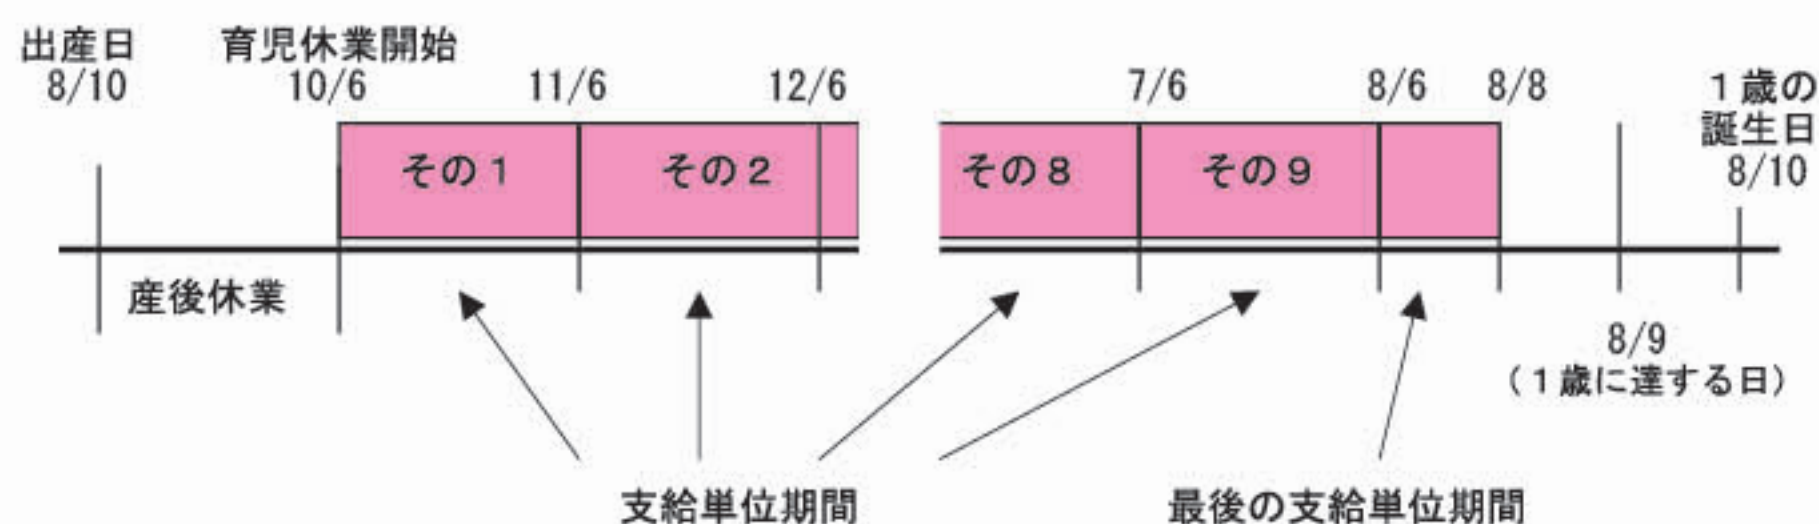 出産日
8/10
育児休業開始
10/6
11/6
12/6
7/6
8/6
8/8
1歳の
誕生日
8/10
その1
その2
その8
その9
産後休業
8/9
(1歳に達する日)
支給単位期間
最後の支給単位期間